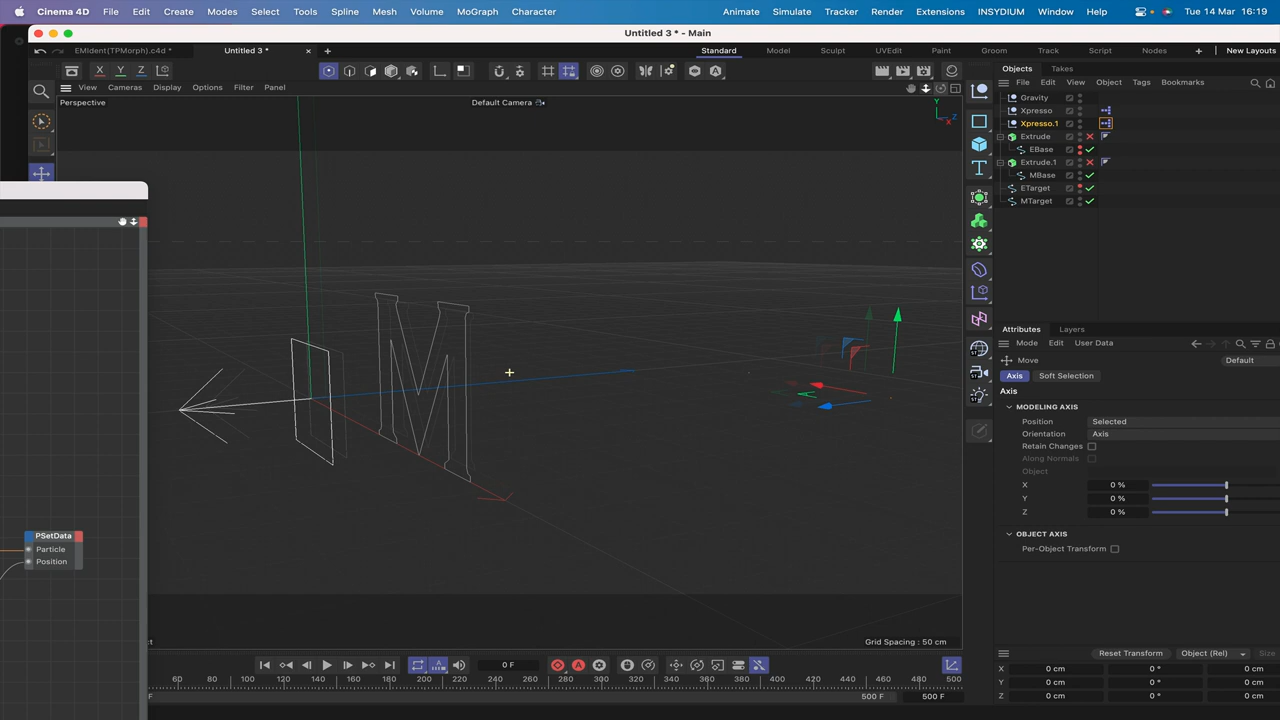 Cinema 4D File Edit Create Modes Select Tools Spline Mesh Volume MoGraph Character Animate Simulate Tracker Render Extensions INSYDIUM Window Help Tue 14 Mar 16:19
Untitled 3 * - Main
EMIdent(TPMorph).c4d * Untitled 3 * Standard Model Sculpt UVEdit Paint Groom Track Script Nodes New Layouts
X Y Z
Objects Takes
View Cameras Display Options Filter Panel
File Edit View Object Tags Bookmarks
Perspective
Default Camera
Y
Z
X
Gravity
Xpresso
Xpresso.1
Extrude
EBase
Extrude.1
MBase
ETarget
MTarget
Attributes Layers
Mode Edit User Data
Move Default
Axis Soft Selection
Axis
MODELING AXIS
Position Selected
Orientation Axis
Retain Changes
Along Normals
Object
X 0 %
Y 0 %
Z 0 %
OBJECT AXIS
Per-Object Transform
PSetData
Particle
Position
Grid Spacing : 50 cm
0 F
Reset Transform Object (Rel) Size
60 80 100 120 140 160 180 200 220 240 260 280 300 320 340 360 380 400 420 440 460 480 500
500 F 500 F
X 0 cm 0 ° 0 cm
Y 0 cm 0 ° 0 cm
Z 0 cm 0 ° 0 cm